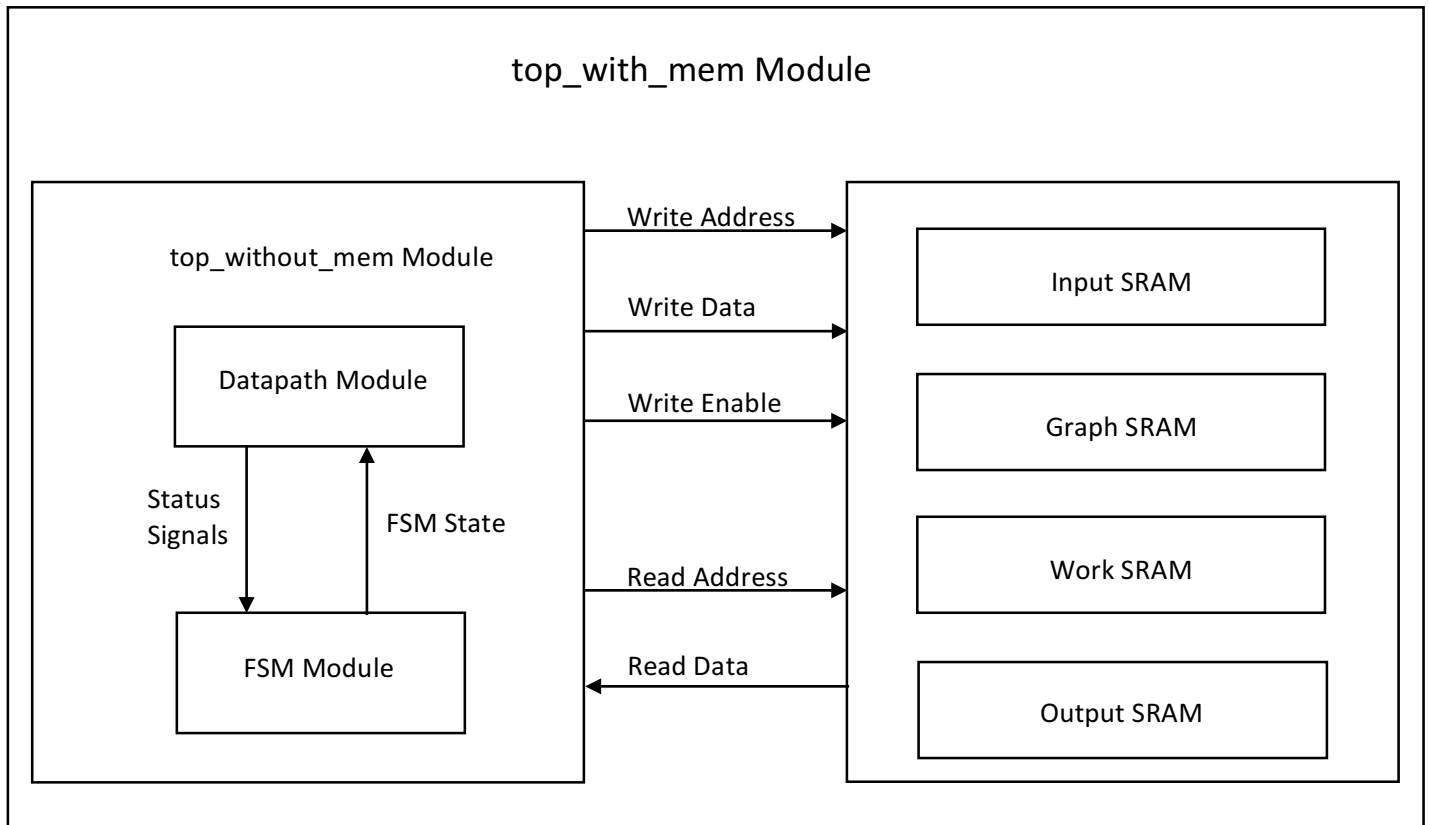 top_with_mem Module
top_without_mem Module
Datapath Module
Status
Signals
FSM State
FSM Module
Write Address
Write Data
Write Enable
Read Address
Read Data
Input SRAM
Graph SRAM
Work SRAM
Output SRAM